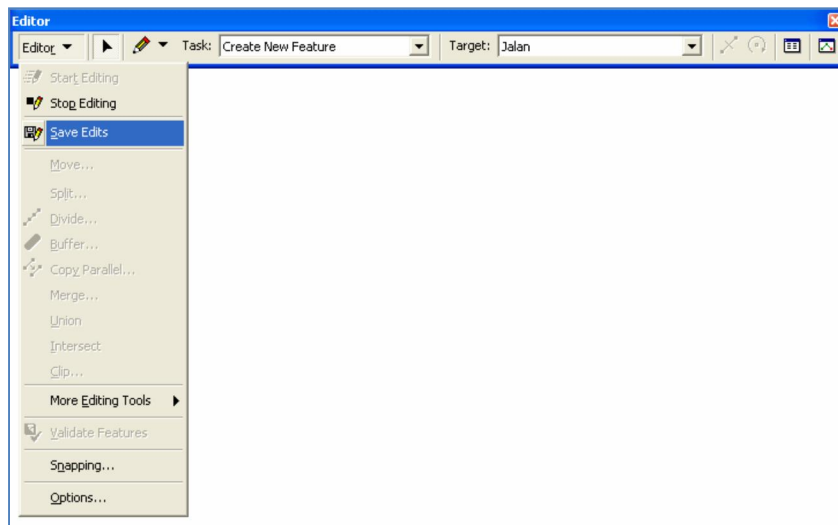 Editor
Editor Task: Create New Feature Target: Jalan
Start Editing
Stop Editing
Save Edits
Move...
Split...
Divide...
Buffer...
Copy Parallel...
Merge...
Union
Intersect
Clip...
More Editing Tools
Validate Features
Snapping...
Options...